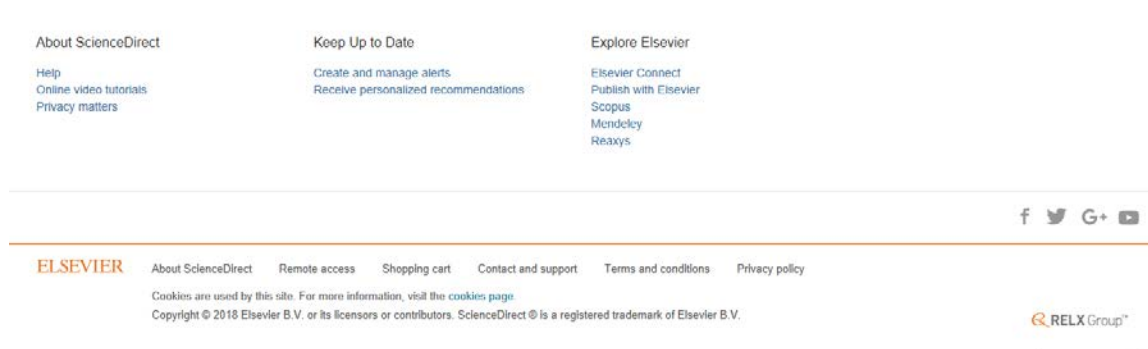 About ScienceDirect
Help
Online video tutorials
Privacy matters
Keep Up to Date
Create and manage alerts
Receive personalized recommendations
Explore Elsevier
Elsevier Connect
Publish with Elsevier
Scopus
Mendeley
Reaxys
f G+
ELSEVIER About ScienceDirect Remote access Shopping cart Contact and support Terms and conditions Privacy policy
Cookies are used by this site. For more information, visit the cookies page.
Copyright © 2018 Elsevier B.V. or its licensors or contributors. ScienceDirect ® is a registered trademark of Elsevier B.V.
RELX Group™